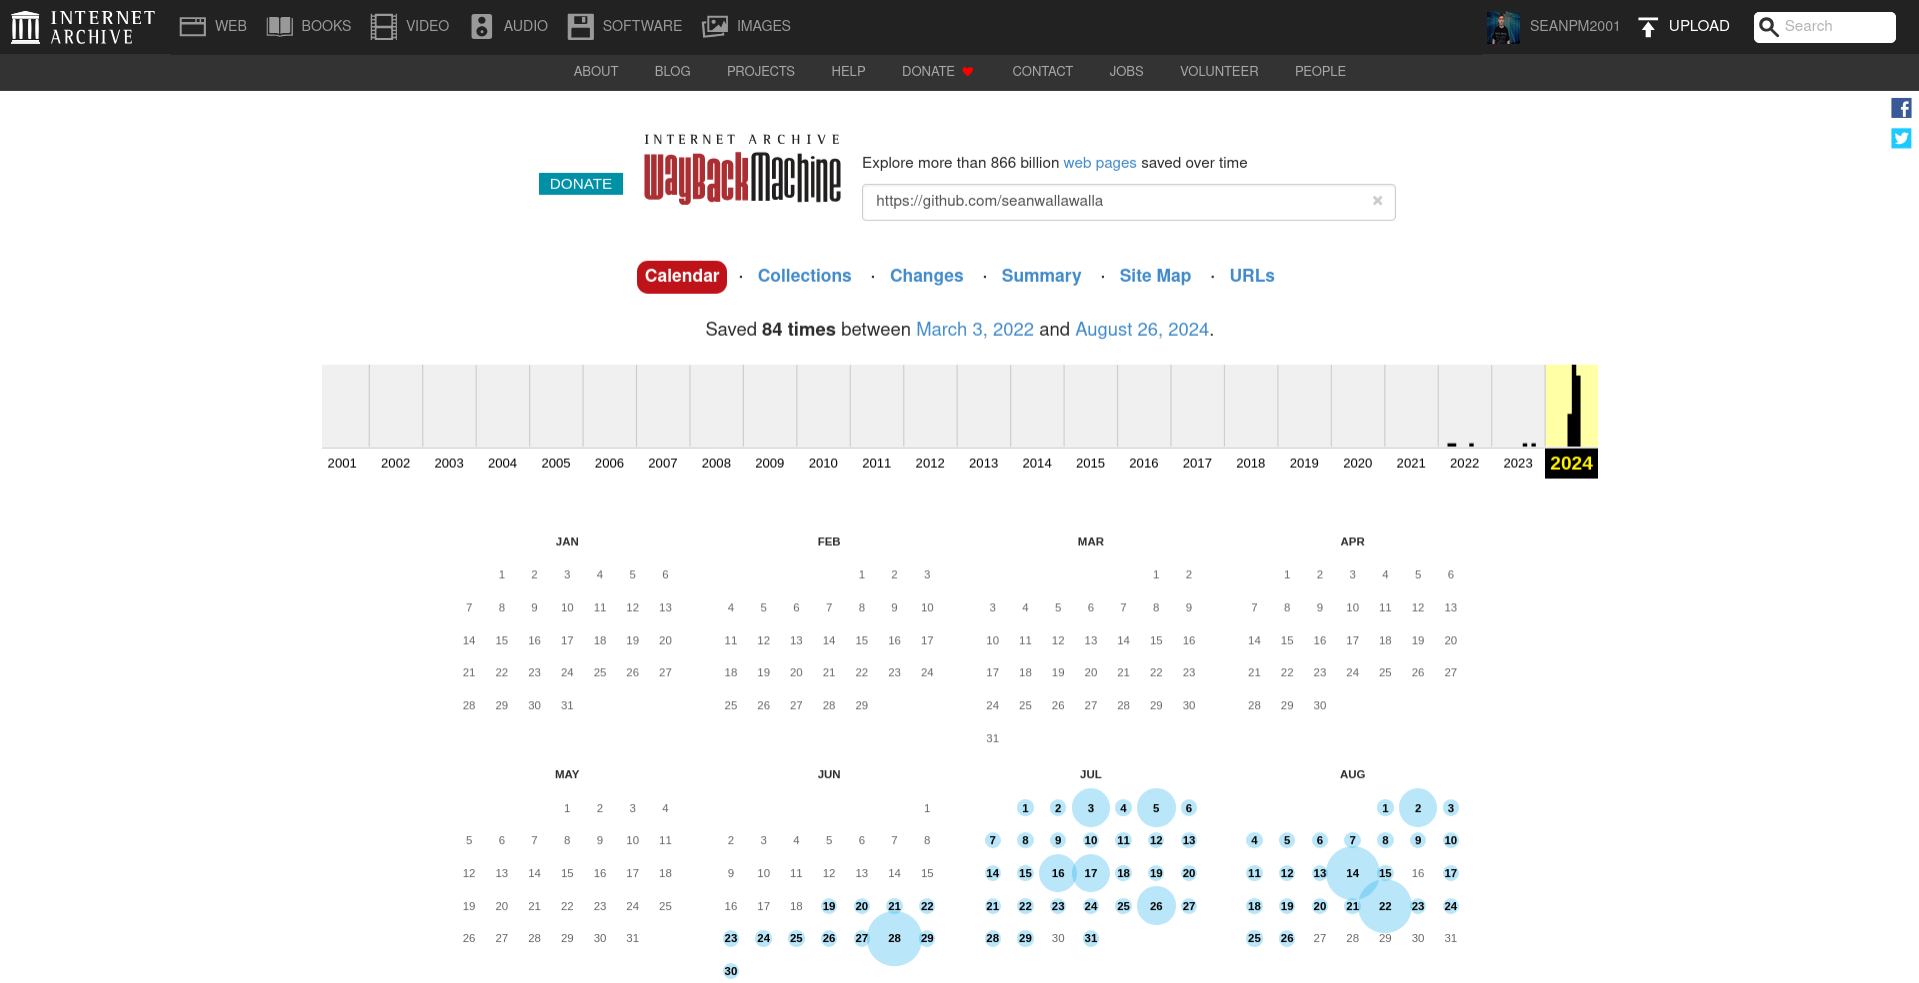 INTERNET ARCHIVE
WEB BOOKS VIDEO AUDIO SOFTWARE IMAGES SEANPM2001 UPLOAD Search
ABOUT BLOG PROJECTS HELP DONATE CONTACT JOBS VOLUNTEER PEOPLE
INTERNET ARCHIVE
WayBackMachine
DONATE
Explore more than 866 billion web pages saved over time
https://github.com/seanwallawalla ×
Calendar · Collections · Changes · Summary · Site Map · URLs
Saved 84 times between March 3, 2022 and August 26, 2024.
2001 2002 2003 2004 2005 2006 2007 2008 2009 2010 2011 2012 2013 2014 2015 2016 2017 2018 2019 2020 2021 2022 2023 2024
JAN
1 2 3 4 5 6
7 8 9 10 11 12 13
14 15 16 17 18 19 20
21 22 23 24 25 26 27
28 29 30 31
FEB
1 2 3
4 5 6 7 8 9 10
11 12 13 14 15 16 17
18 19 20 21 22 23 24
25 26 27 28 29
MAR
1 2
3 4 5 6 7 8 9
10 11 12 13 14 15 16
17 18 19 20 21 22 23
24 25 26 27 28 29 30
31
APR
1 2 3 4 5 6
7 8 9 10 11 12 13
14 15 16 17 18 19 20
21 22 23 24 25 26 27
28 29 30
MAY
1 2 3 4
5 6 7 8 9 10 11
12 13 14 15 16 17 18
19 20 21 22 23 24 25
26 27 28 29 30 31
JUN
1
2 3 4 5 6 7 8
9 10 11 12 13 14 15
16 17 18 19 20 21 22
23 24 25 26 27 28 29
30
JUL
1 2 3 4 5 6
7 8 9 10 11 12 13
14 15 16 17 18 19 20
21 22 23 24 25 26 27
28 29 30 31
AUG
1 2 3
4 5 6 7 8 9 10
11 12 13 14 15 16 17
18 19 20 21 22 23 24
25 26 27 28 29 30 31